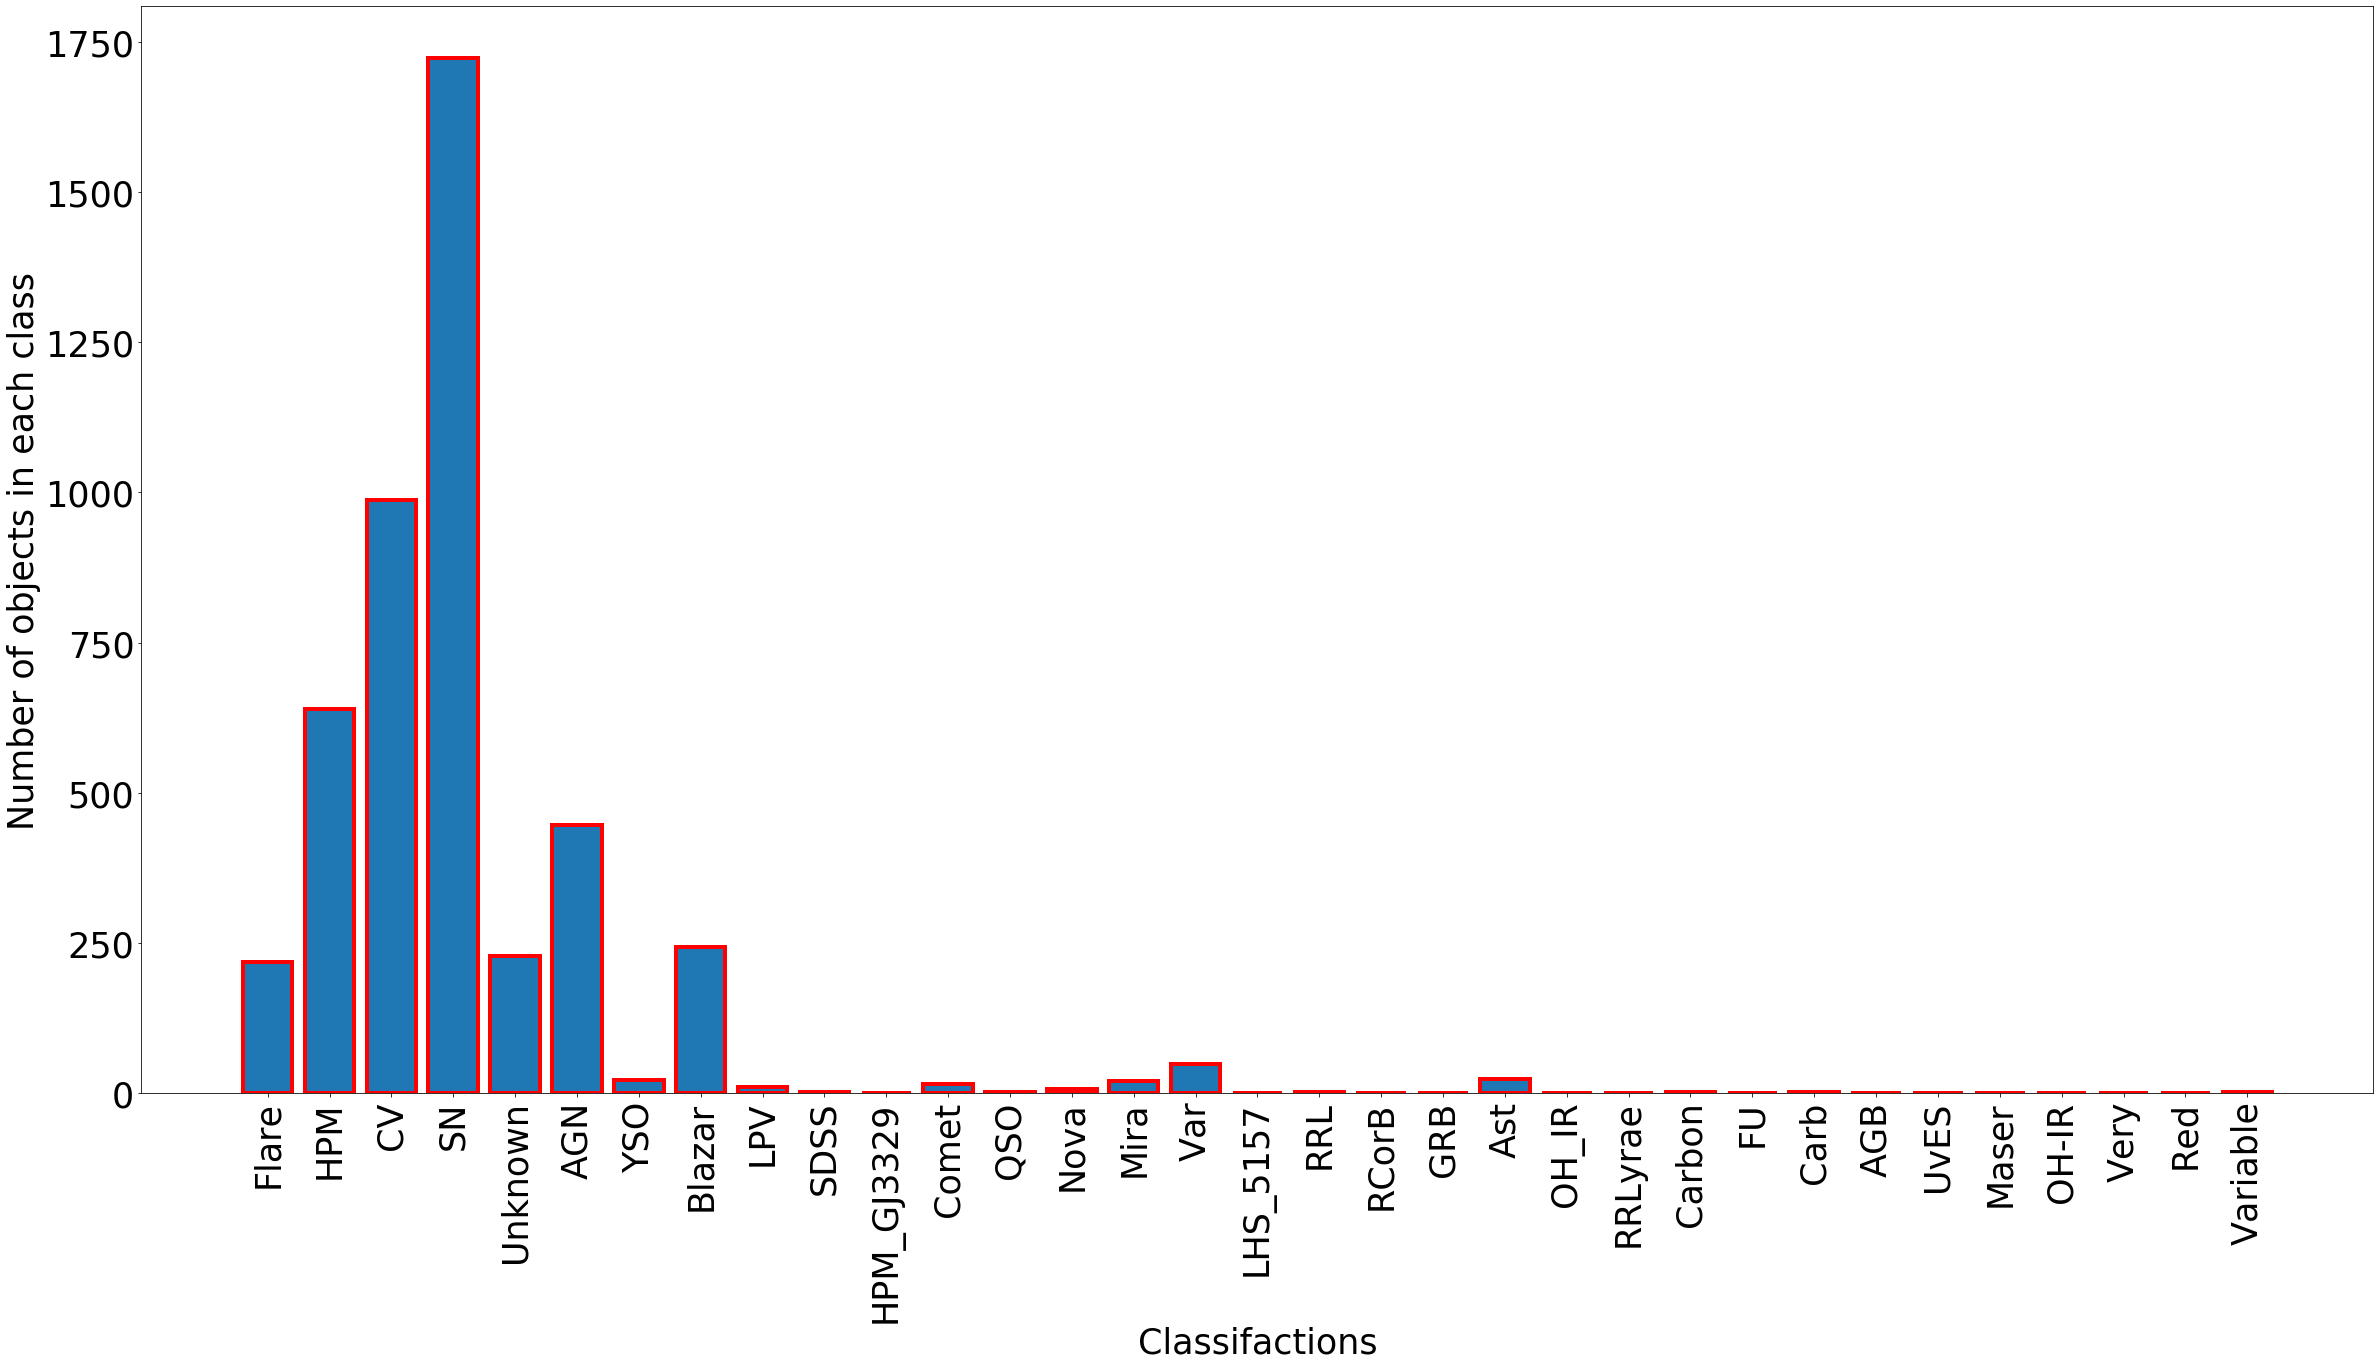 Number of objects in each class
1750
1500
1250
1000
750
500
250
0
Flare
HPM
CV
SN
Unknown
AGN
YSO
Blazar
LPV
SDSS
HPM_GJ3329
Comet
QSO
Nova
Mira
Var
LHS_5157
RRL
RCorB
GRB
Ast
OH_IR
RRLyrae
Carbon
FU
Carb
AGB
UvES
Maser
OH-IR
Very
Red
Variable
Classifactions